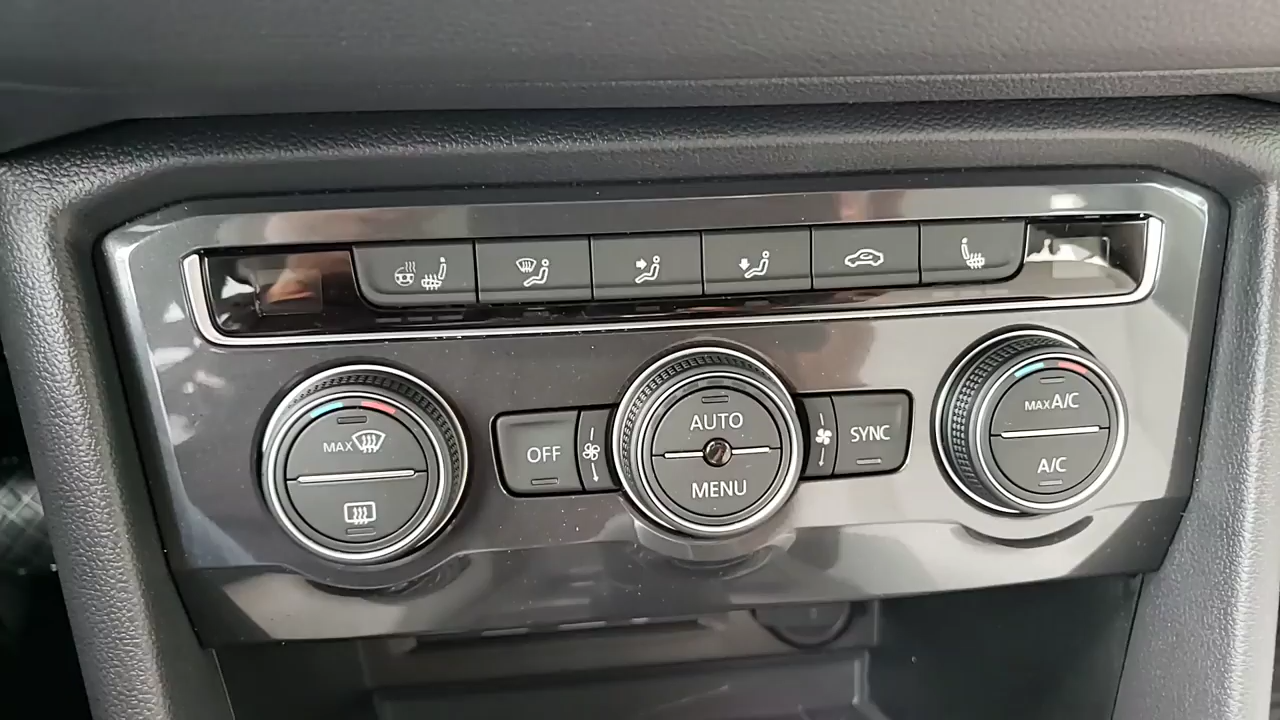 MAX
OFF
AUTO
MENU
SYNC
MAX A/C
A/C